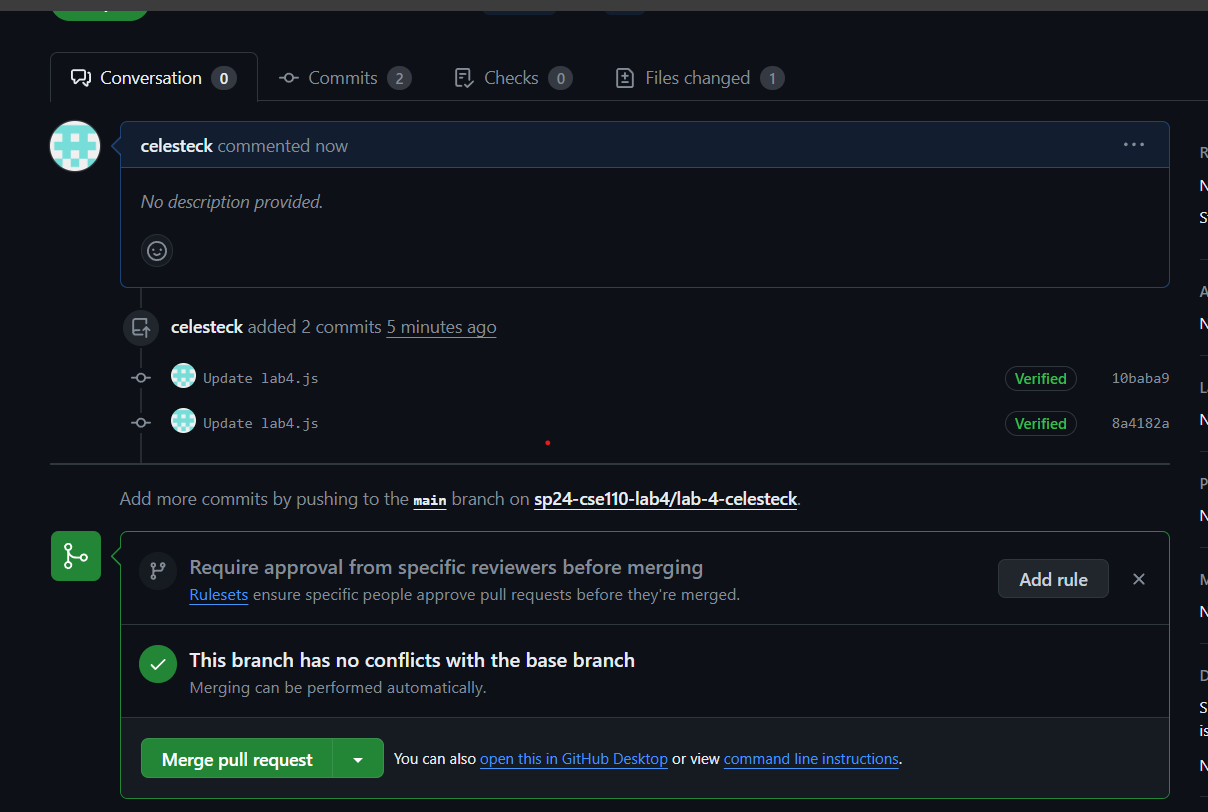 Conversation 0
Commits 2
Checks 0
Files changed 1
celesteck commented now
No description provided.
celesteck added 2 commits 5 minutes ago
Update lab4.js
Verified
10baba9
Update lab4.js
Verified
8a4182a
Add more commits by pushing to the main branch on sp24-cse110-lab4/lab-4-celesteck.
Require approval from specific reviewers before merging
Rulesets ensure specific people approve pull requests before they're merged.
Add rule
This branch has no conflicts with the base branch
Merging can be performed automatically.
Merge pull request
You can also open this in GitHub Desktop or view command line instructions.